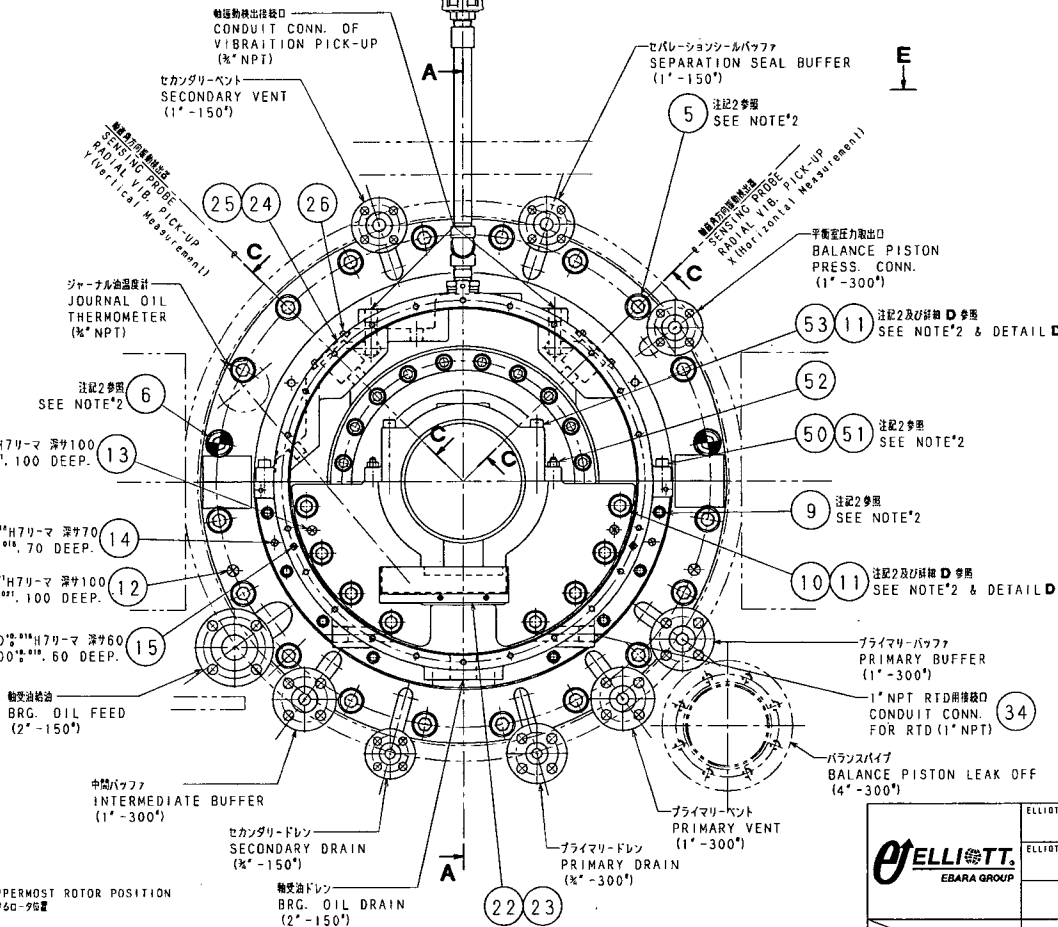 軸振動検出接続口
CONDUIT CONN. OF
VIBRAITION PICK-UP
(¾" NPT)
セカンダリーベント
SECONDARY VENT
(1"-150#)
A
セパレーションシールバッファ
SEPARATION SEAL BUFFER
(1"-150#)
E
5
注記2参照
SEE NOTE#2
SENSING PROBE
RADIAL VIB. PICK-UP
Y(Vertical Measurement)
SENSING PROBE
RADIAL VIB. PICK-UP
X(Horizontal Measurement)
25 24 26
C
C
平衡室圧力取出口
BALANCE PISTON
PRESS. CONN.
(1"-300#)
ジャーナル油温度計
JOURNAL OIL
THERMOMETER
(¾" NPT)
53 11
注記2及び詳細 D 参照
SEE NOTE#2 & DETAIL D
52
注記2参照
SEE NOTE#2
6
C
C
50 51
注記2参照
SEE NOTE#2
H7リーマ 深サ100
100 DEEP.
13
9
注記2参照
SEE NOTE#2
H7リーマ 深サ70
70 DEEP.
14
H7リーマ 深サ100
100 DEEP.
12
10 11
注記2及び詳細 D 参照
SEE NOTE#2 & DETAIL D
H7リーマ 深サ60
60 DEEP.
15
プライマリーバッファ
PRIMARY BUFFER
(1"-300#)
軸受油給油
BRG. OIL FEED
(2"-150#)
1" NPT RTD用接続口
CONDUIT CONN.
FOR RTD (1" NPT)
34
中間バッファ
INTERMEDIATE BUFFER
(1"-300#)
バランスパイプ
BALANCE PISTON LEAK OFF
(4"-300#)
セカンダリードレン
SECONDARY DRAIN
(¾"-150#)
プライマリーベント
PRIMARY VENT
(1"-300#)
プライマリードレン
PRIMARY DRAIN
(¾"-300#)
A
軸受油ドレン
BRG. OIL DRAIN
(2"-150#)
22 23
PPERMOST ROTOR POSITION
ロータ位置
ELLIOTT.
EBARA GROUP
ELLIOT
ELLIOT